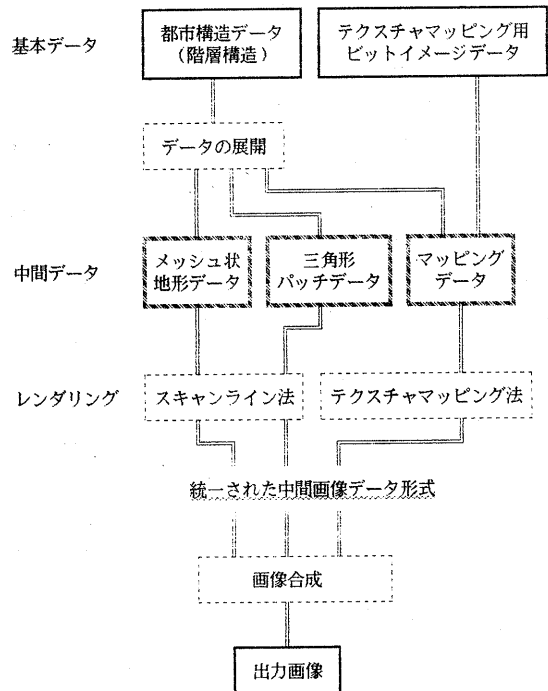 基本データ
都市構造データ
（階層構造）
テクスチャマッピング用
ビットイメージデータ
データの展開
中間データ
メッシュ状
地形データ
三角形
パッチデータ
マッピング
データ
レンダリング
スキャンライン法
テクスチャマッピング法
統一された中間画像データ形式
画像合成
出力画像